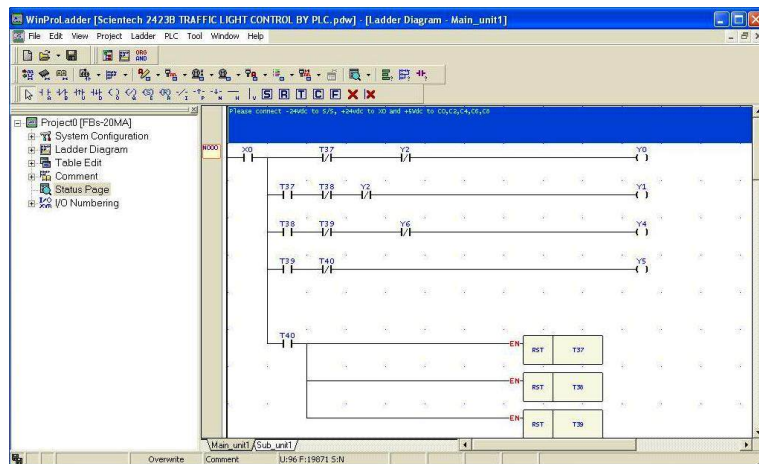 WinProLadder [Scientech 2423B TRAFFIC LIGHT CONTROL BY PLC.pdw] - [Ladder Diagram - Main_unit1]
File Edit View Project Ladder PLC Tool Window Help
ORG
AND
S R T C F
Project0 [FBs-20MA]
System Configuration
Ladder Diagram
Table Edit
Comment
Status Page
I/O Numbering
Please connect -24vdc to S/S, +24vdc to X0 and +5Vdc to C0,C2,C4,C6,C8
N000
X0 T37 Y2 Y0
T37 T38 Y2 Y1
T38 T39 Y6 Y4
T39 T40 Y5
T40
EN RST T37
EN RST T38
EN RST T39
Main_unit1 Sub_unit1
Overwrite Comment U:96 F:19871 S:N